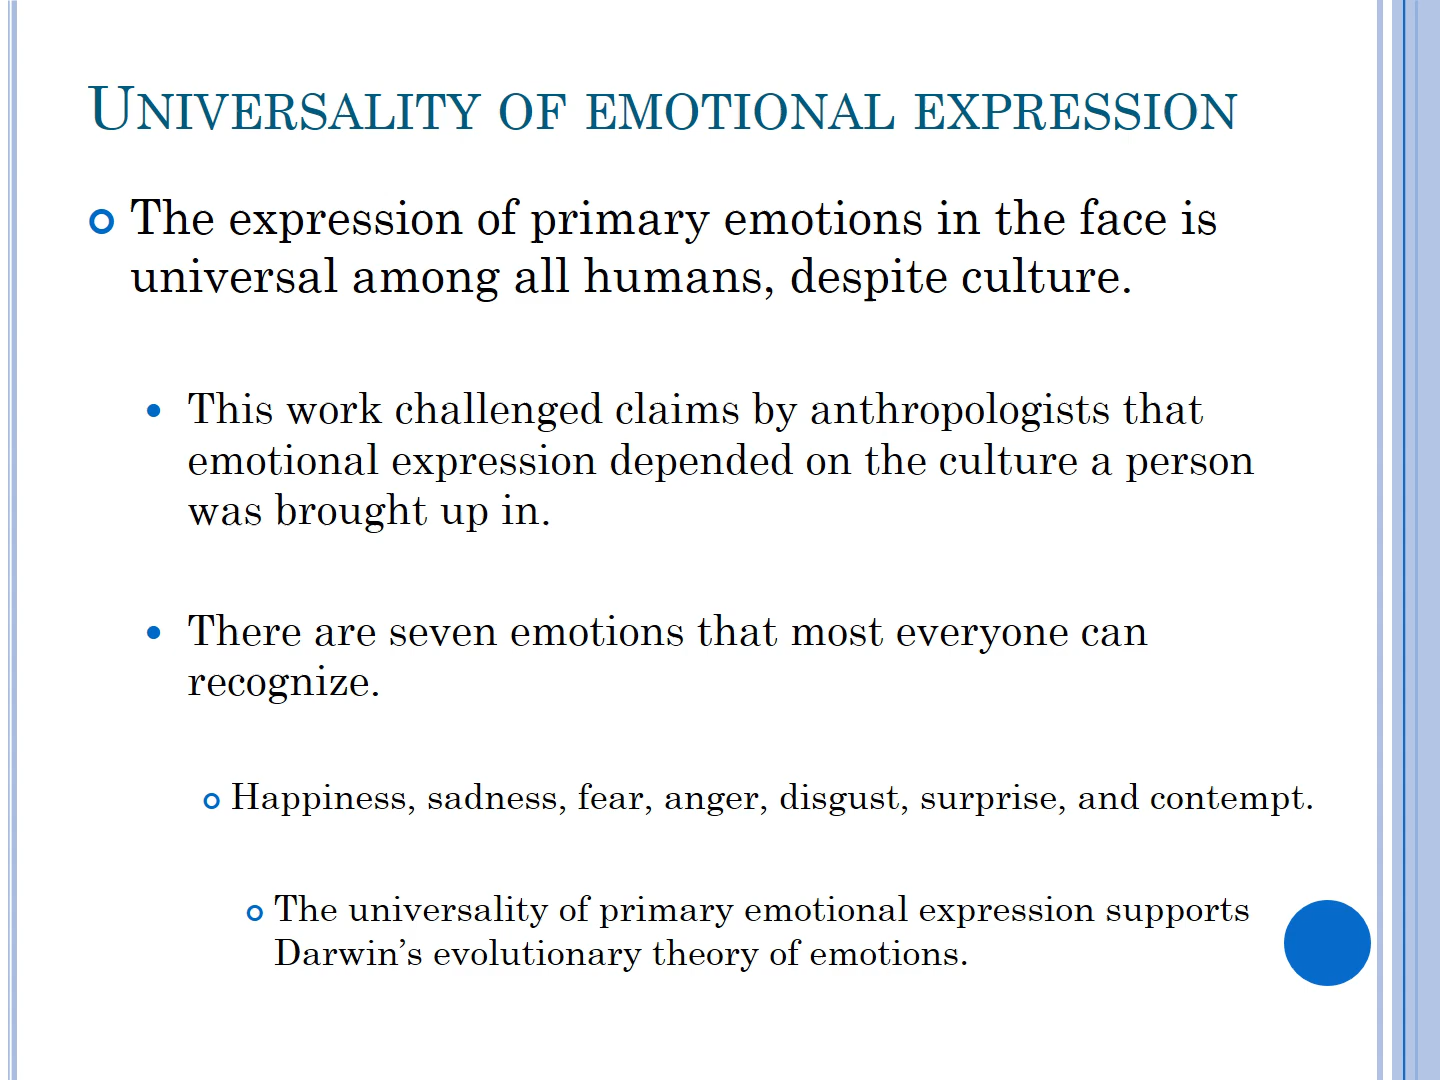 UNIVERSALITY OF EMOTIONAL EXPRESSION
The expression of primary emotions in the face is
universal among all humans, despite culture.
This work challenged claims by anthropologists that
emotional expression depended on the culture a person
was brought up in.
There are seven emotions that most everyone can
recognize.
Happiness, sadness, fear, anger, disgust, surprise, and contempt.
The universality of primary emotional expression supports
Darwin’s evolutionary theory of emotions.